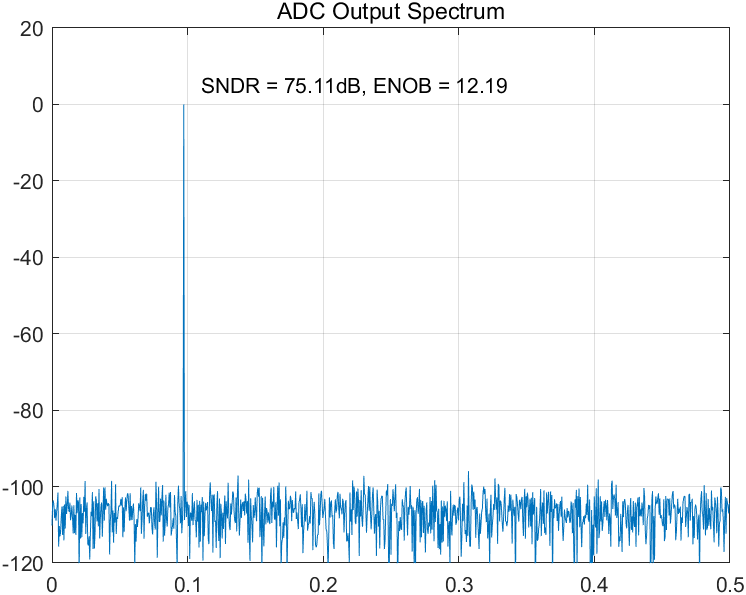 ADC Output Spectrum
SNDR = 75.11dB, ENOB = 12.19
20
0
-20
-40
-60
-80
-100
-120
0 0.1 0.2 0.3 0.4 0.5